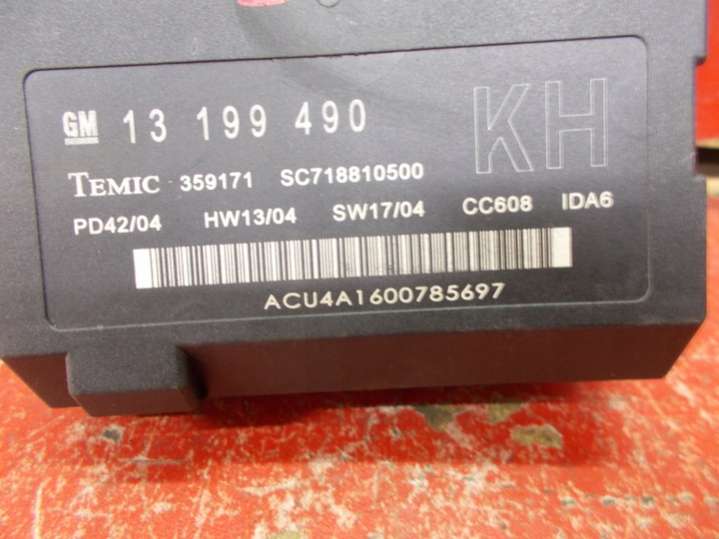 GM 13 199 490 KH
TEMIC 359171 SC718810500
PD42/04 HW13/04 SW17/04 CC608 IDA6
ACU4A1600785697